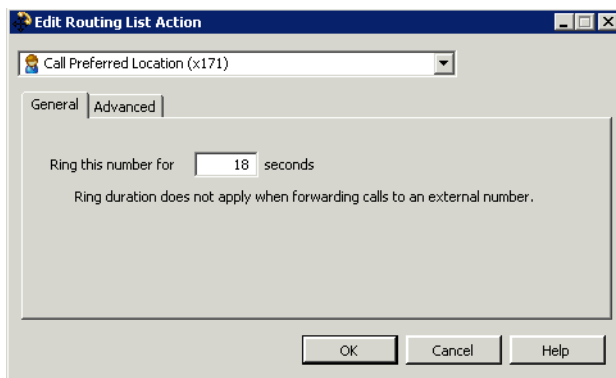 Edit Routing List Action
Call Preferred Location (x171)
General Advanced
Ring this number for 18 seconds
Ring duration does not apply when forwarding calls to an external number.
OK Cancel Help